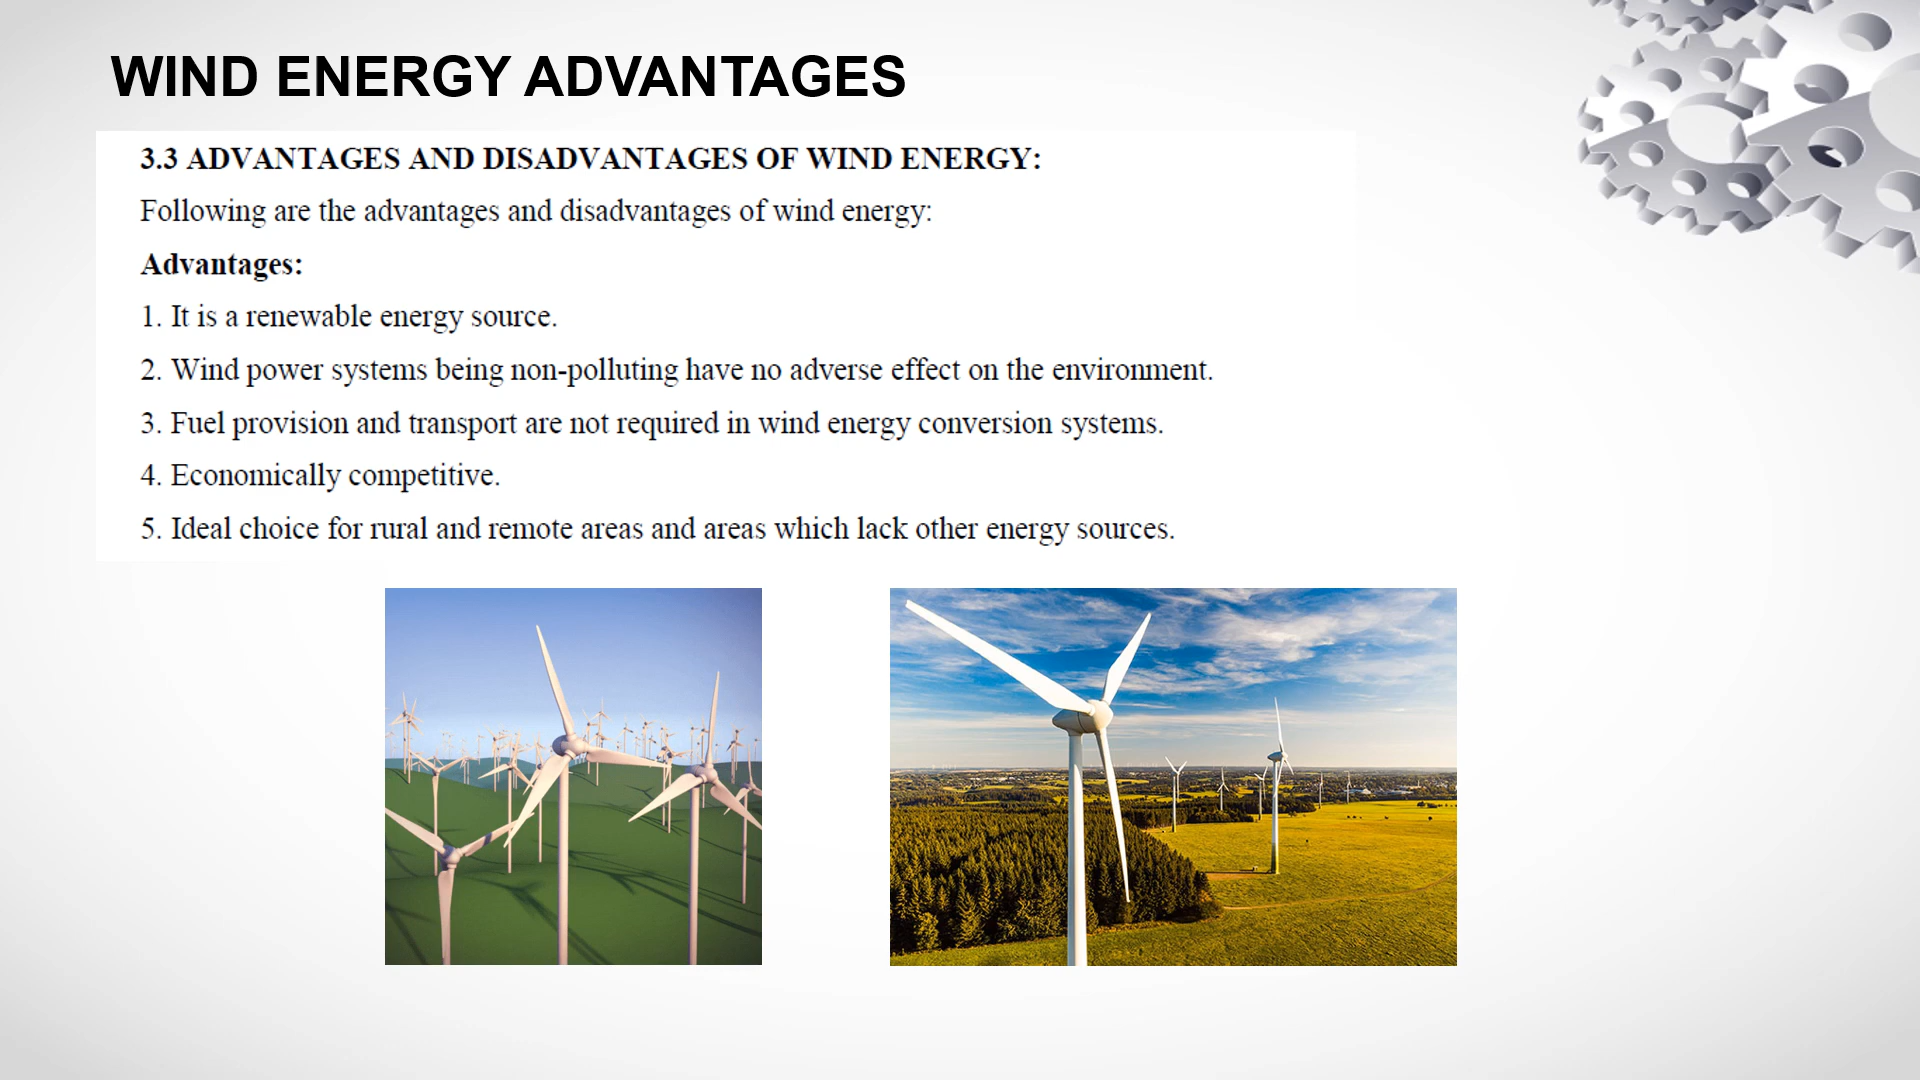 WIND ENERGY ADVANTAGES
3.3 ADVANTAGES AND DISADVANTAGES OF WIND ENERGY:
Following are the advantages and disadvantages of wind energy:
Advantages:
1. It is a renewable energy source.
2. Wind power systems being non-polluting have no adverse effect on the environment.
3. Fuel provision and transport are not required in wind energy conversion systems.
4. Economically competitive.
5. Ideal choice for rural and remote areas and areas which lack other energy sources.